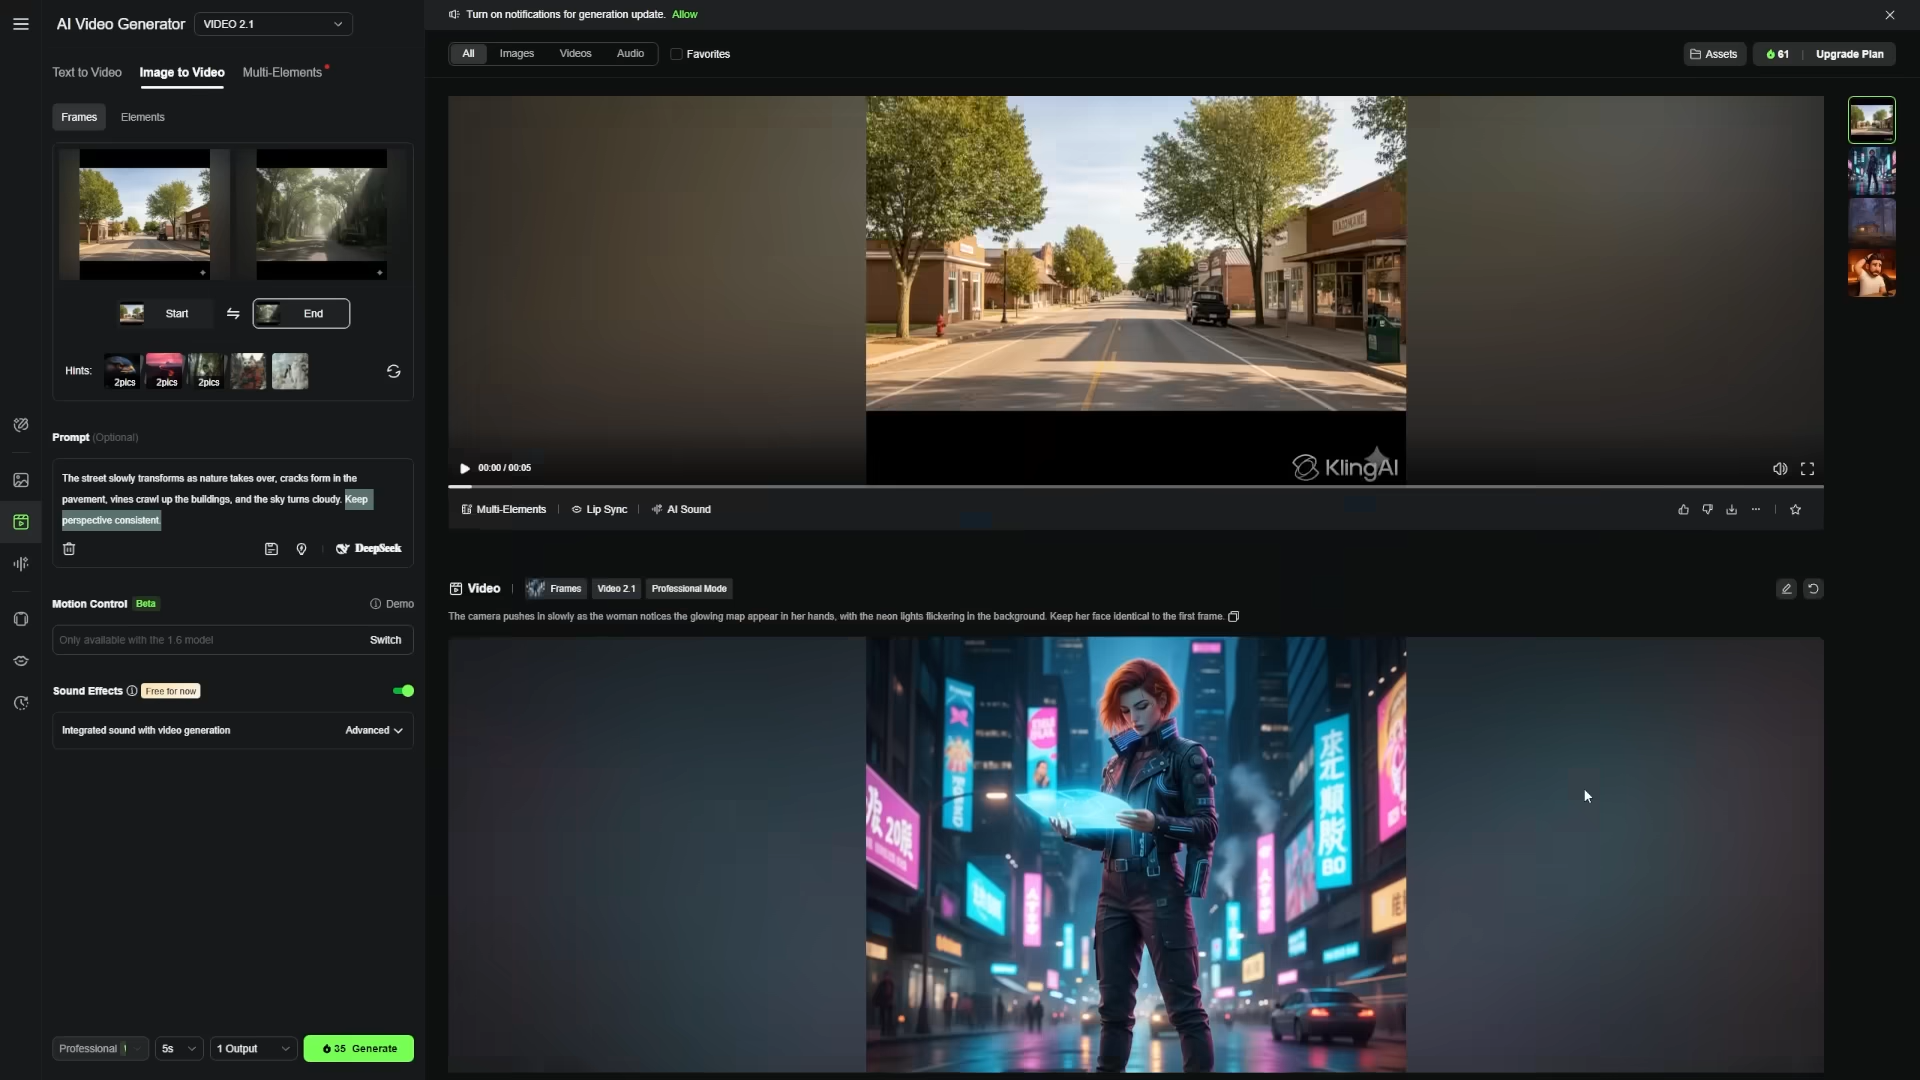 AI Video Generator
VIDEO 2.1
Text to Video
Image to Video
Multi-Elements
Frames
Elements
Start
End
Hints:
2pics
2pics
2pics
Prompt (Optional)
The street slowly transforms as nature takes over, cracks form in the
pavement, vines crawl up the buildings, and the sky turns cloudy. Keep
perspective consistent.
DeepSeek
Motion Control
Beta
Demo
Only available with the 1.6 model
Switch
Sound Effects
Free for now
Integrated sound with video generation
Advanced
Professional
5s
1 Output
35 Generate
Turn on notifications for generation update. Allow
All
Images
Videos
Audio
Favorites
Assets
61
Upgrade Plan
00:00 / 00:05
KlingAI
Multi-Elements
Lip Sync
AI Sound
Video
Frames
Video 2.1
Professional Mode
The camera pushes in slowly as the woman notices the glowing map appear in her hands, with the neon lights flickering in the background. Keep her face identical to the first frame.